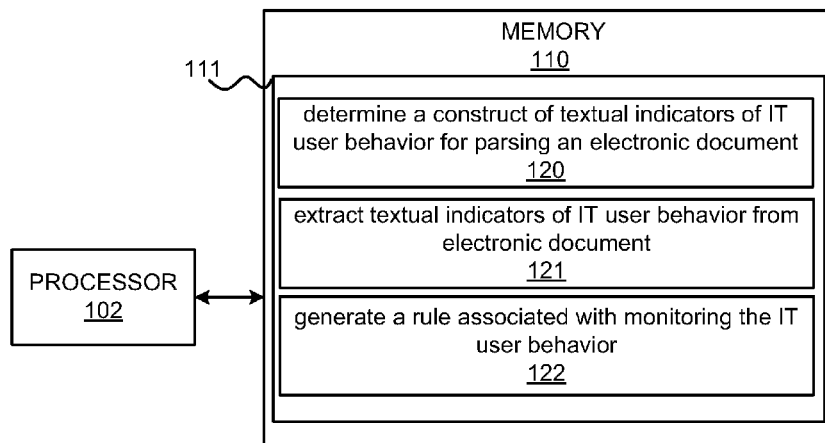 MEMORY
110
111
determine a construct of textual indicators of IT
user behavior for parsing an electronic document
120
extract textual indicators of IT user behavior from
electronic document
121
PROCESSOR
102
generate a rule associated with monitoring the IT
user behavior
122